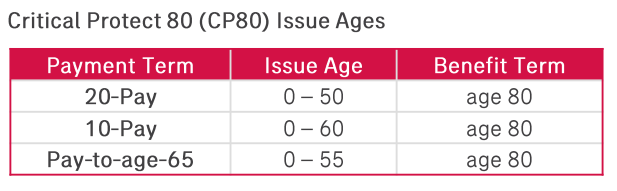 Critical Protect 80 (CP80) Issue Ages
Payment Term Issue Age Benefit Term
20-Pay 0 – 50 age 80
10-Pay 0 – 60 age 80
Pay-to-age-65 0 – 55 age 80